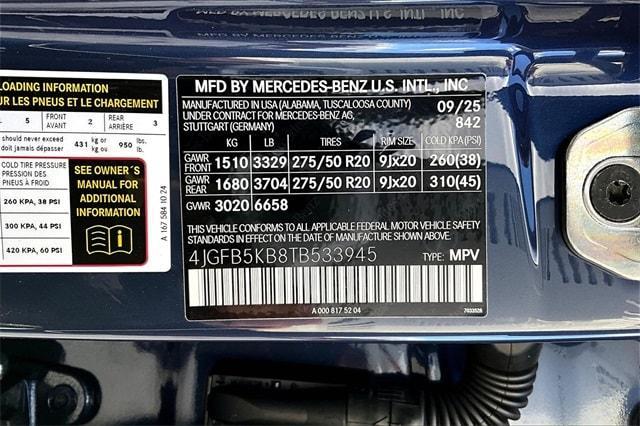 LOADING INFORMATION
UR LES PNEUS ET LE CHARGEMENT
5 FRONT AVANT 2 REAR ARRIÈRE 3
should never exceed
doit jamais dépasser
431 kg or kg ou 950 lbs. lb.
COLD TIRE PRESSURE
PRESSION DES
PNEUS À FROID
260 KPA, 38 PSI
300 KPA, 44 PSI
420 KPA, 60 PSI
SEE OWNER'S
MANUAL FOR
ADDITIONAL
INFORMATION
A 167 584 10 24
MFD BY MERCEDES-BENZ U.S. INTL., INC
MANUFACTURED IN USA (ALABAMA, TUSCALOOSA COUNTY) 09/25
UNDER CONTRACT FOR MERCEDES-BENZ AG, 842
STUTTGART (GERMANY)
KG LB TIRES RIM SIZE COLD KPA(PSI)
GAWR FRONT 1510 3329 275/50 R20 9Jx20 260(38)
GAWR REAR 1680 3704 275/50 R20 9Jx20 310(45)
GWR 3020 6658
THIS VEHICLE CONFORMS TO ALL APPLICABLE FEDERAL MOTOR VEHICLE SAFETY
STANDARDS IN EFFECT ON THE DATE OF MANUFACTURE SHOWN ABOVE.
4JGFB5KB8TB533945 TYPE: MPV
A 000 817 52 04